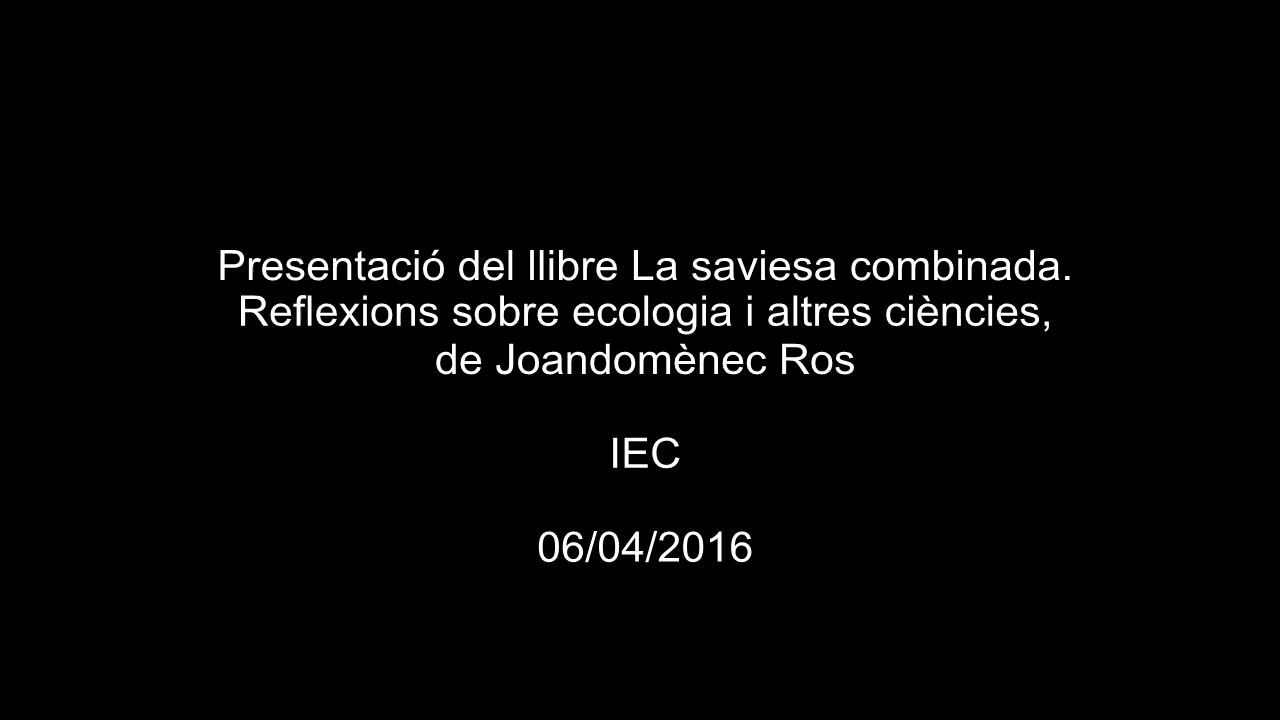 Presentació del llibre La saviesa combinada.
Reflexions sobre ecologia i altres ciències,
de Joandomènec Ros
IEC
06/04/2016